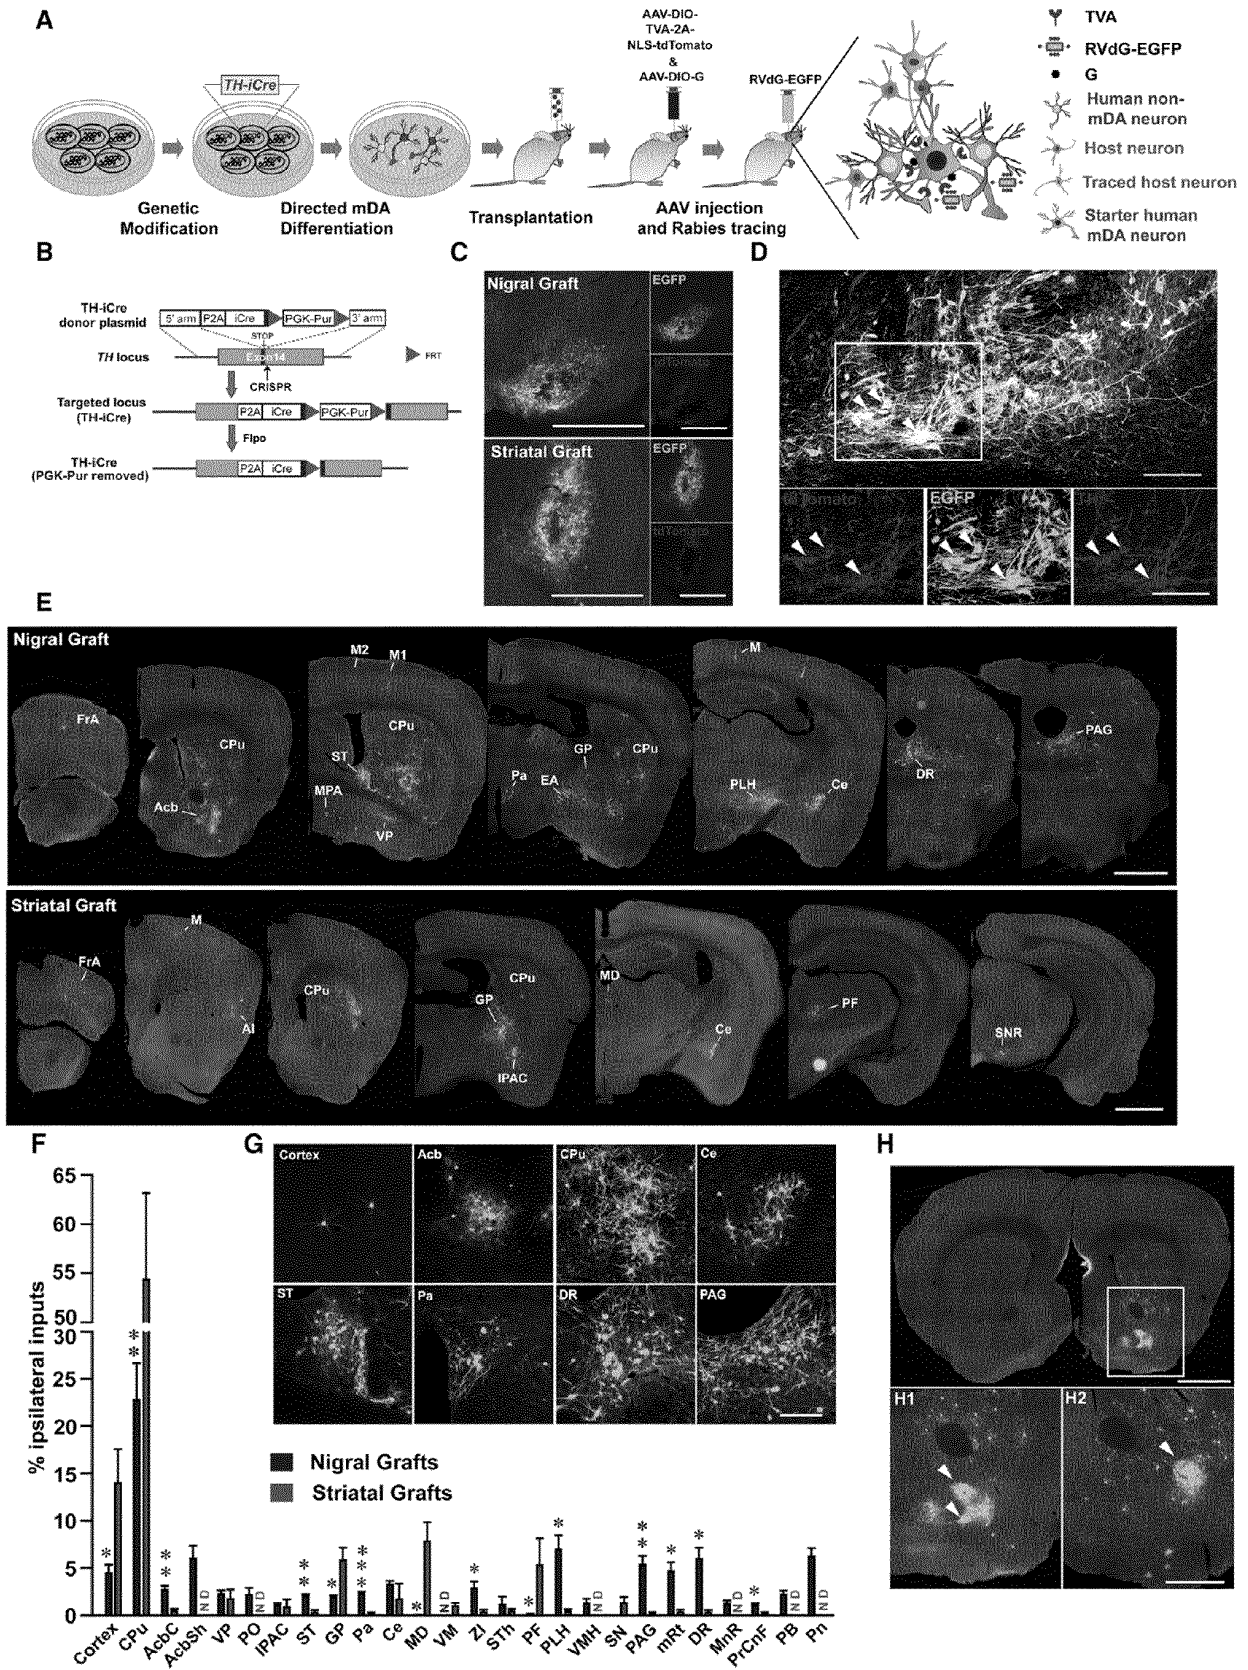 A
TH-iCre
AAV-DIO-
TVA-2A-
NLS-tdTomato
&
AAV-DIO-G
RVdG-EGFP
Genetic
Modification
Directed mDA
Differentiation
Transplantation
AAV injection
and Rabies tracing
TVA
RVdG-EGFP
G
Human non-
mDA neuron
Host neuron
Traced host neuron
Starter human
mDA neuron
B
TH-iCre
donor plasmid
5' arm P2A iCre PGK-Pur 3' arm
STOP
TH locus
Exon14
FRT
CRISPR
Targeted locus
(TH-iCre)
P2A iCre PGK-Pur
Flpo
TH-iCre
(PGK-Pur removed)
P2A iCre
C
Nigral Graft
EGFP
Striatal Graft
EGFP
D
EGFP
E
Nigral Graft
FrA
Acb
CPu
M2
M1
CPu
ST
MPA
VP
GP
CPu
Pa
EA
M
PLH
Ce
DR
PAG
Striatal Graft
FrA
M
AI
CPu
GP
CPu
IPAC
MD
Ce
PF
SNR
F
% ipsilateral inputs
65
60
55
50
30
25
20
15
10
5
0
* ** ** ND ND ** * *** * ND * * * ND ** * * ND * ND ND
Cortex CPu AcbC AcbSh VP PO IPAC ST GP Pa Ce MD VM ZI STh PF PLH VMH SN PAG mRt DR MnR PrCnF PB Pn
Nigral Grafts
Striatal Grafts
G
Cortex
Acb
CPu
Ce
ST
Pa
DR
PAG
H
H1
H2